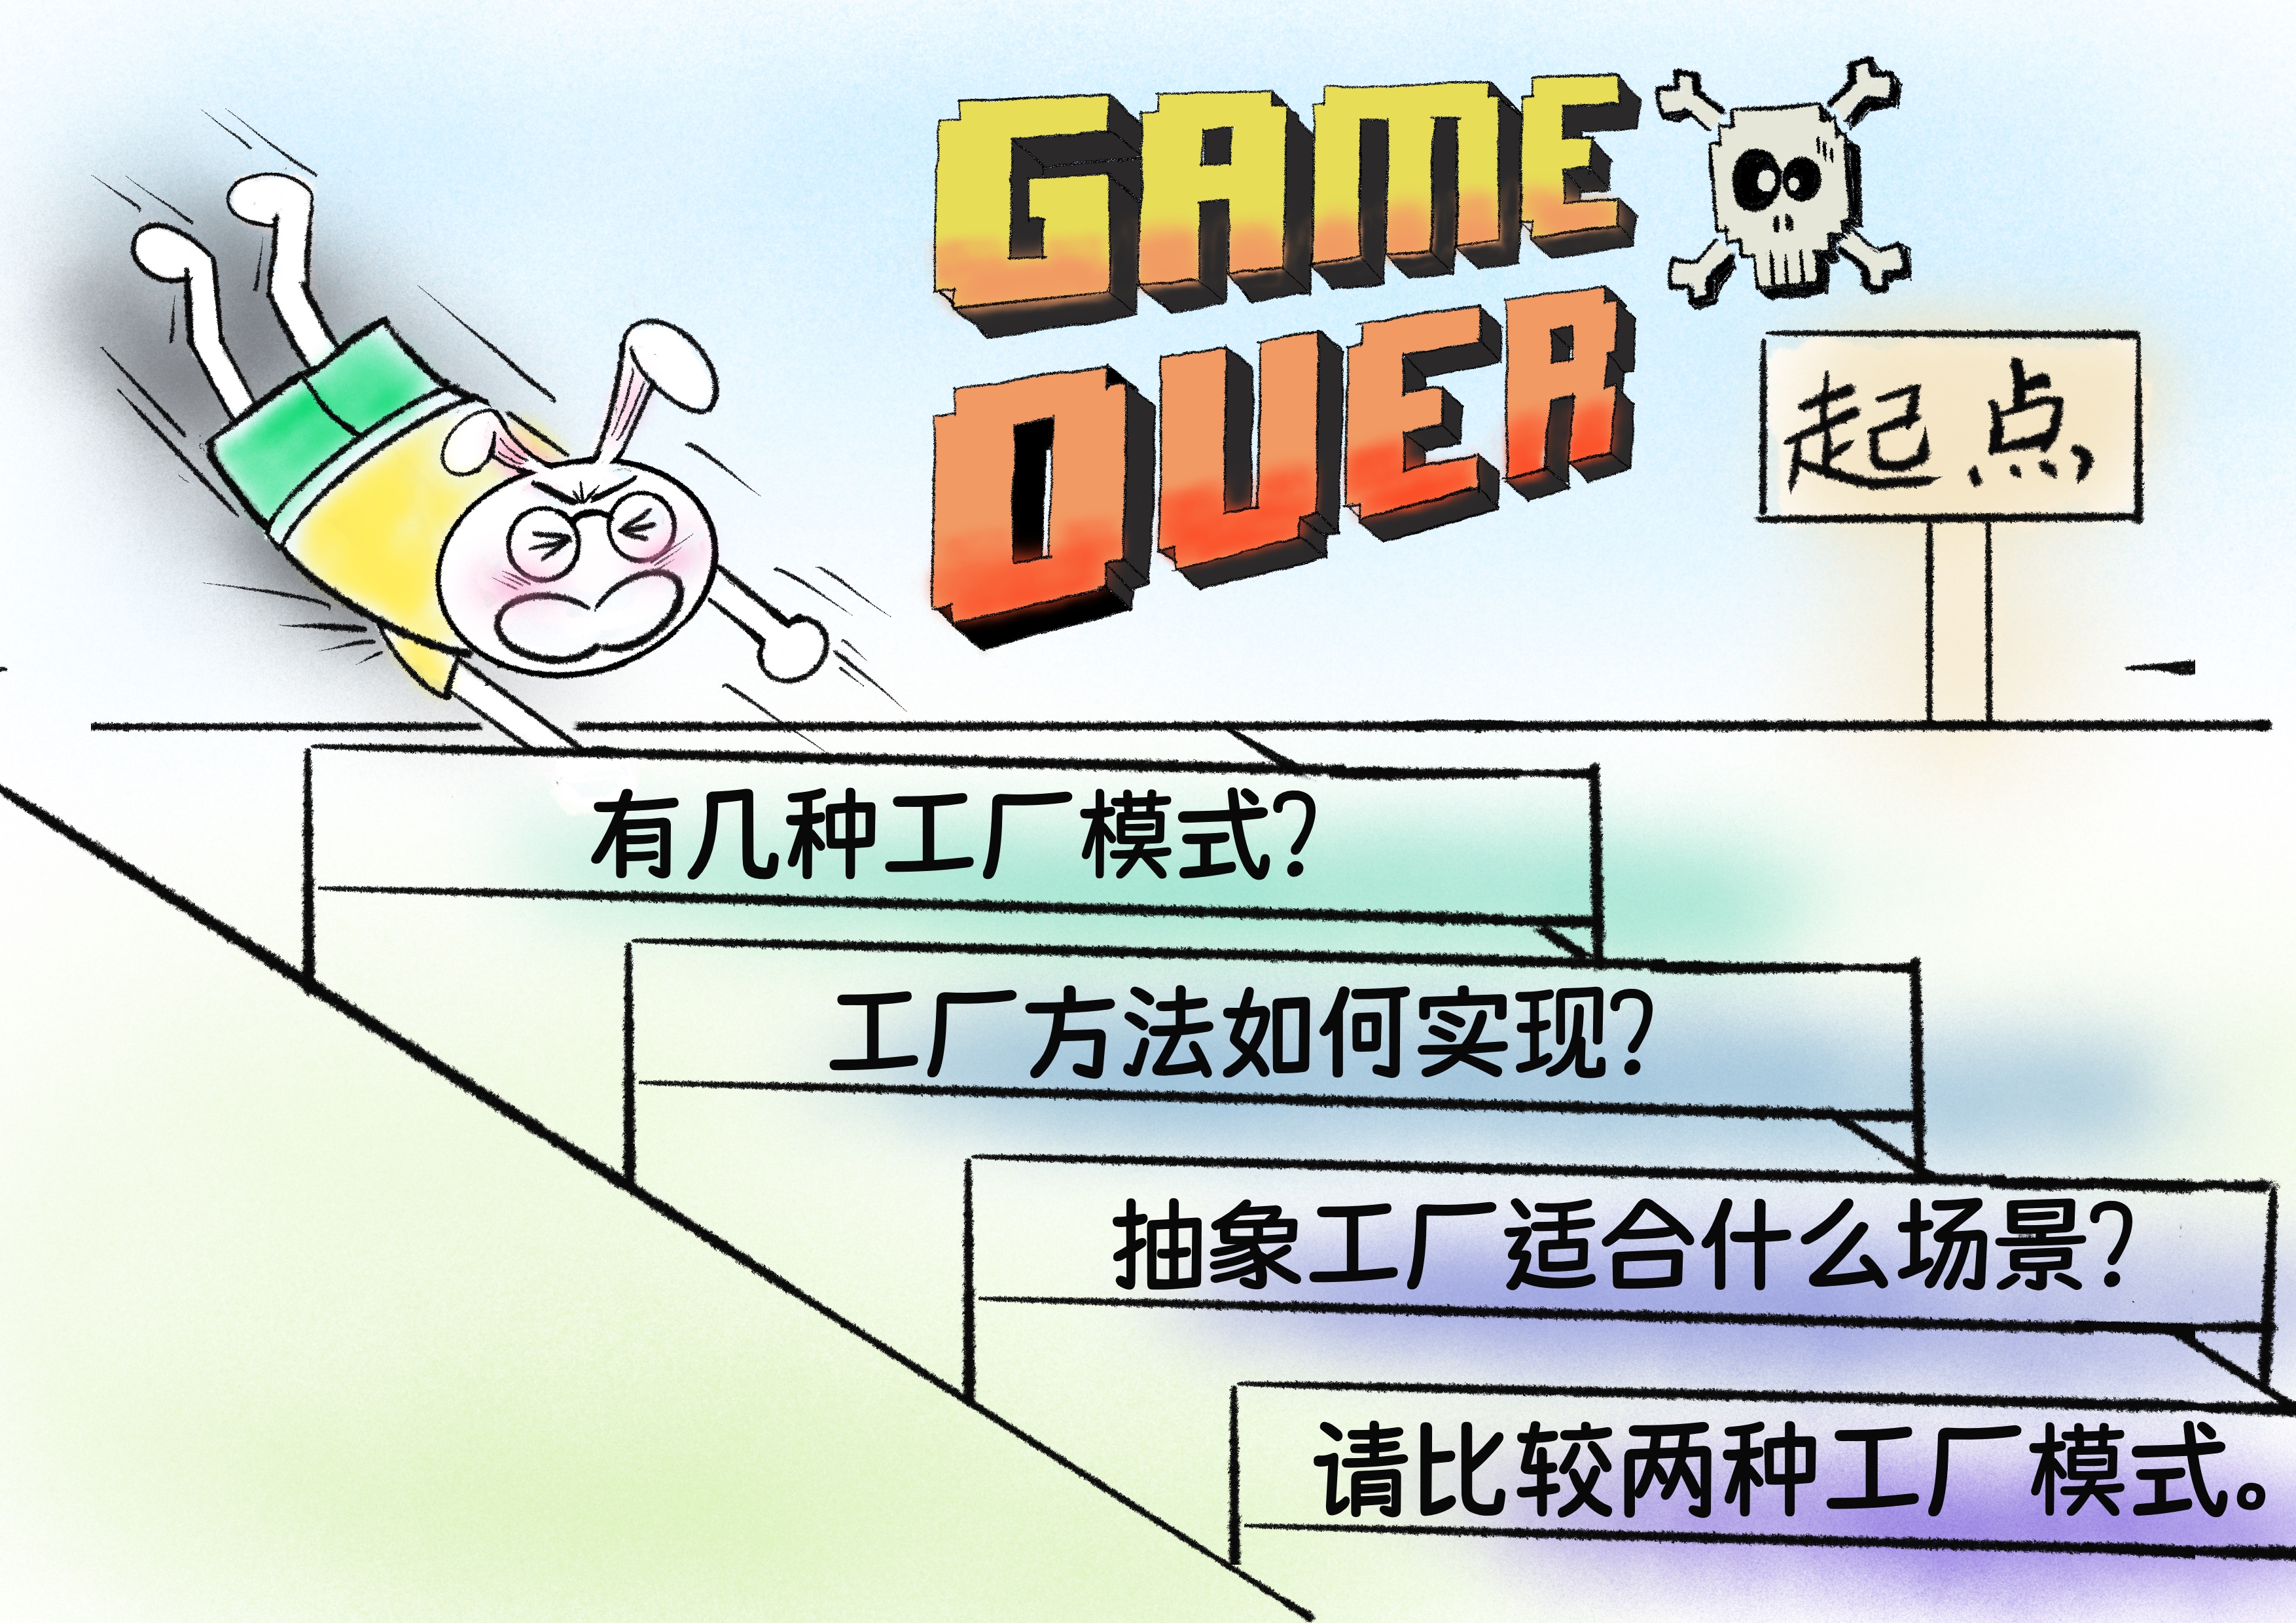 GAME
OVER
起点
有几种工厂模式？
工厂方法如何实现？
抽象工厂适合什么场景？
请比较两种工厂模式。